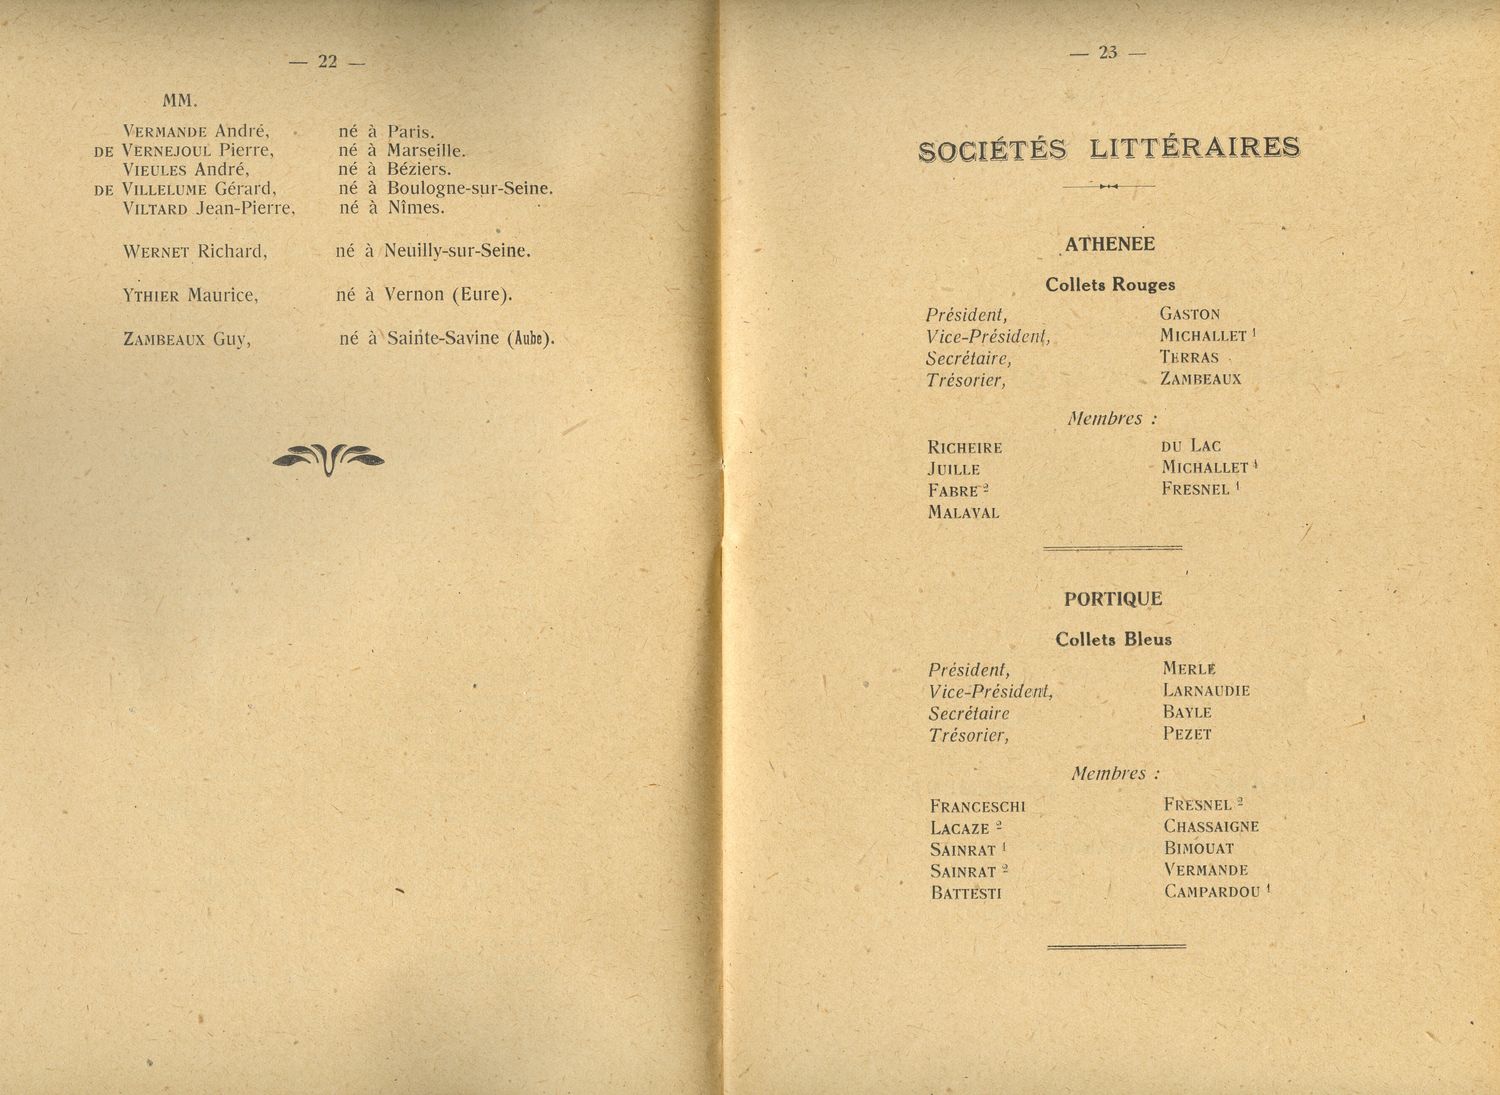 — 22 —
MM.
VERMANDE André, né à Paris.
DE VERNEJOUL Pierre, né à Marseille.
VIEULES André, né à Béziers.
DE VILLELUME Gérard, né à Boulogne-sur-Seine.
VILTARD Jean-Pierre, né à Nîmes.
WERNET Richard, né à Neuilly-sur-Seine.
YTHIER Maurice, né à Vernon (Eure).
ZAMBEAUX Guy, né à Sainte-Savine (Aube).
— 23 —
SOCIÉTÉS LITTÉRAIRES
ATHENEE
Collets Rouges
Président, GASTON
Vice-Président, MICHALLET 1
Secrétaire, TERRAS
Trésorier, ZAMBEAUX
Membres :
RICHEIRE DU LAC
JUILLE MICHALLET 1
FABRE 2 FRESNEL 1
MALAVAL
PORTIQUE
Collets Bleus
Président, MERLE
Vice-Président, LARNAUDIE
Secrétaire BAYLE
Trésorier, PEZET
Membres :
FRANCESCHI FRESNEL 2
LACAZE 2 CHASSAIGNE
SAINRAT 1 BIMOUAT
SAINRAT 2 VERMANDE
BATTESTI CAMPARDOU 1